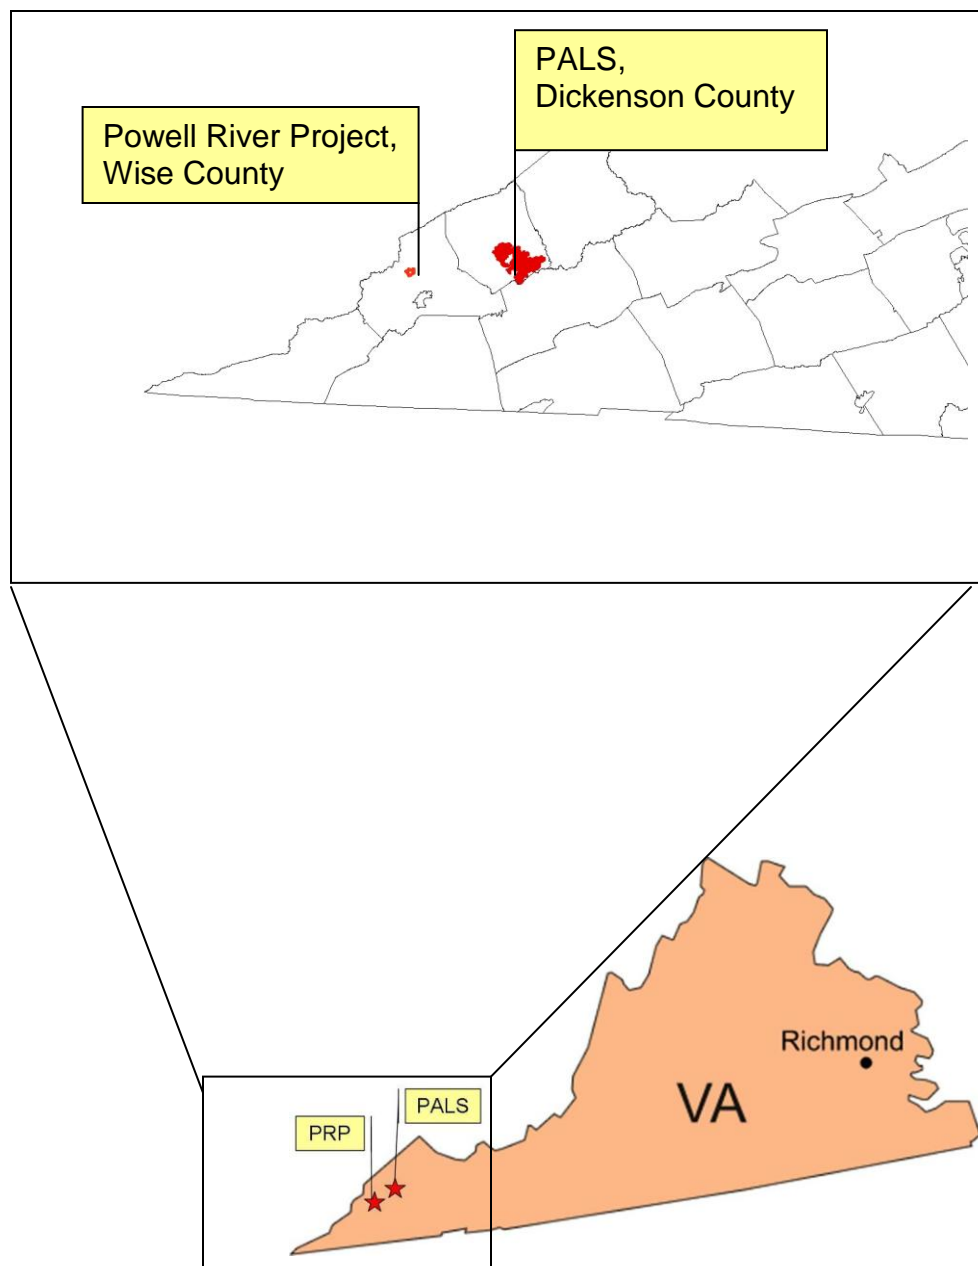 PALS,
Dickenson County
Powell River Project,
Wise County
Richmond
VA
PALS
PRP